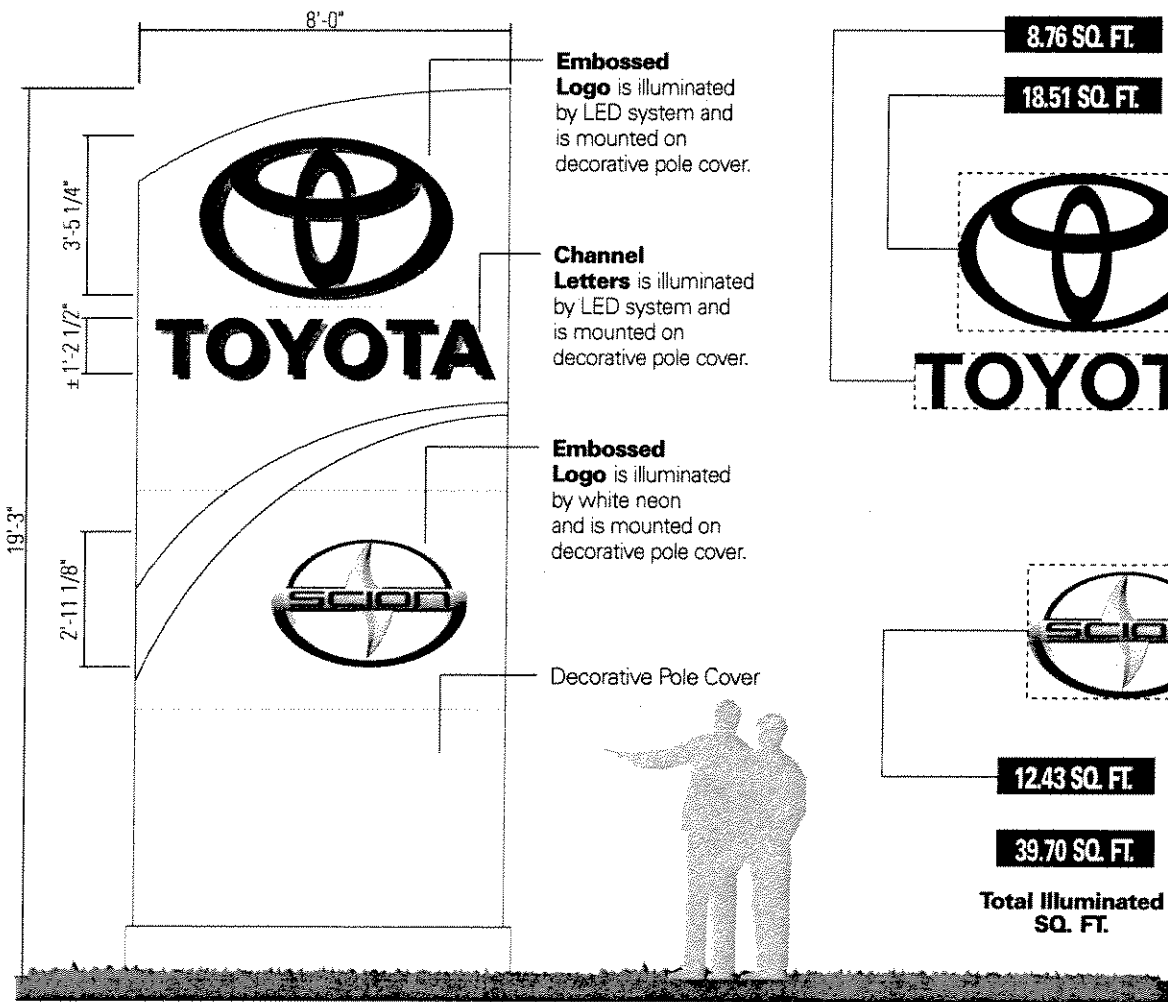 8'-0"
Embossed
Logo is illuminated
by LED system and
is mounted on
decorative pole cover.
3'-5 1/4"
Channel
Letters is illuminated
by LED system and
is mounted on
decorative pole cover.
± 1'-2 1/2"
TOYOTA
19'-3"
Embossed
Logo is illuminated
by white neon
and is mounted on
decorative pole cover.
2'-11 1/8"
SCION
Decorative Pole Cover
8.76 SQ. FT.
18.51 SQ. FT.
TOYOT
SCIO
12.43 SQ. FT.
39.70 SQ. FT.
Total Illuminated
SQ. FT.